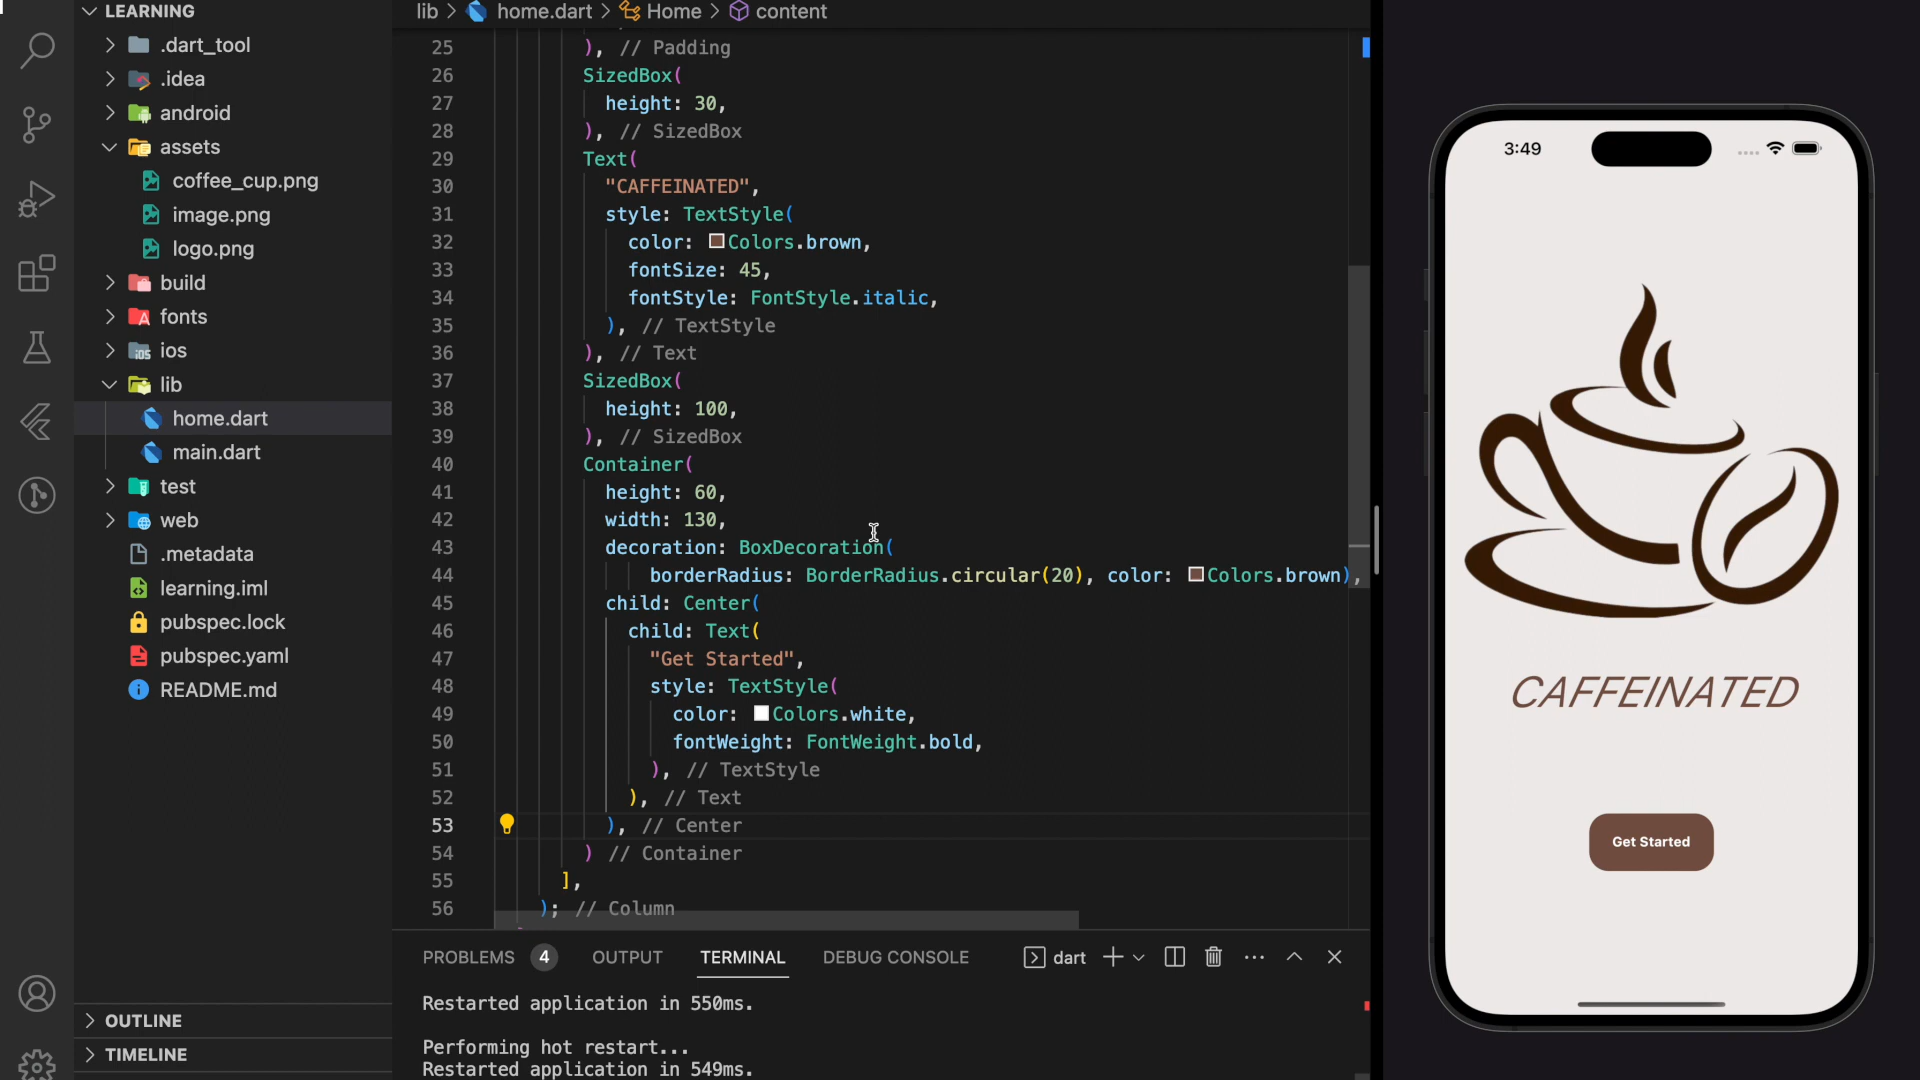 LEARNING
.dart_tool
.idea
android
assets
coffee_cup.png
image.png
logo.png
build
fonts
ios
lib
home.dart
main.dart
test
web
.metadata
learning.iml
pubspec.lock
pubspec.yaml
README.md
OUTLINE
TIMELINE
lib > home.dart > Home > content
25 ), // Padding
26 SizedBox(
27 height: 30,
28 ), // SizedBox
29 Text(
30 "CAFFEINATED",
31 style: TextStyle(
32 color: Colors.brown,
33 fontSize: 45,
34 fontStyle: FontStyle.italic,
35 ), // TextStyle
36 ), // Text
37 SizedBox(
38 height: 100,
39 ), // SizedBox
40 Container(
41 height: 60,
42 width: 130,
43 decoration: BoxDecoration(
44 borderRadius: BorderRadius.circular(20), color: Colors.brown),
45 child: Center(
46 child: Text(
47 "Get Started",
48 style: TextStyle(
49 color: Colors.white,
50 fontWeight: FontWeight.bold,
51 ), // TextStyle
52 ), // Text
53 ), // Center
54 ) // Container
55 ],
56 ); // Column
PROBLEMS 4 OUTPUT TERMINAL DEBUG CONSOLE dart
Restarted application in 550ms.
Performing hot restart...
Restarted application in 549ms.
3:49
CAFFEINATED
Get Started